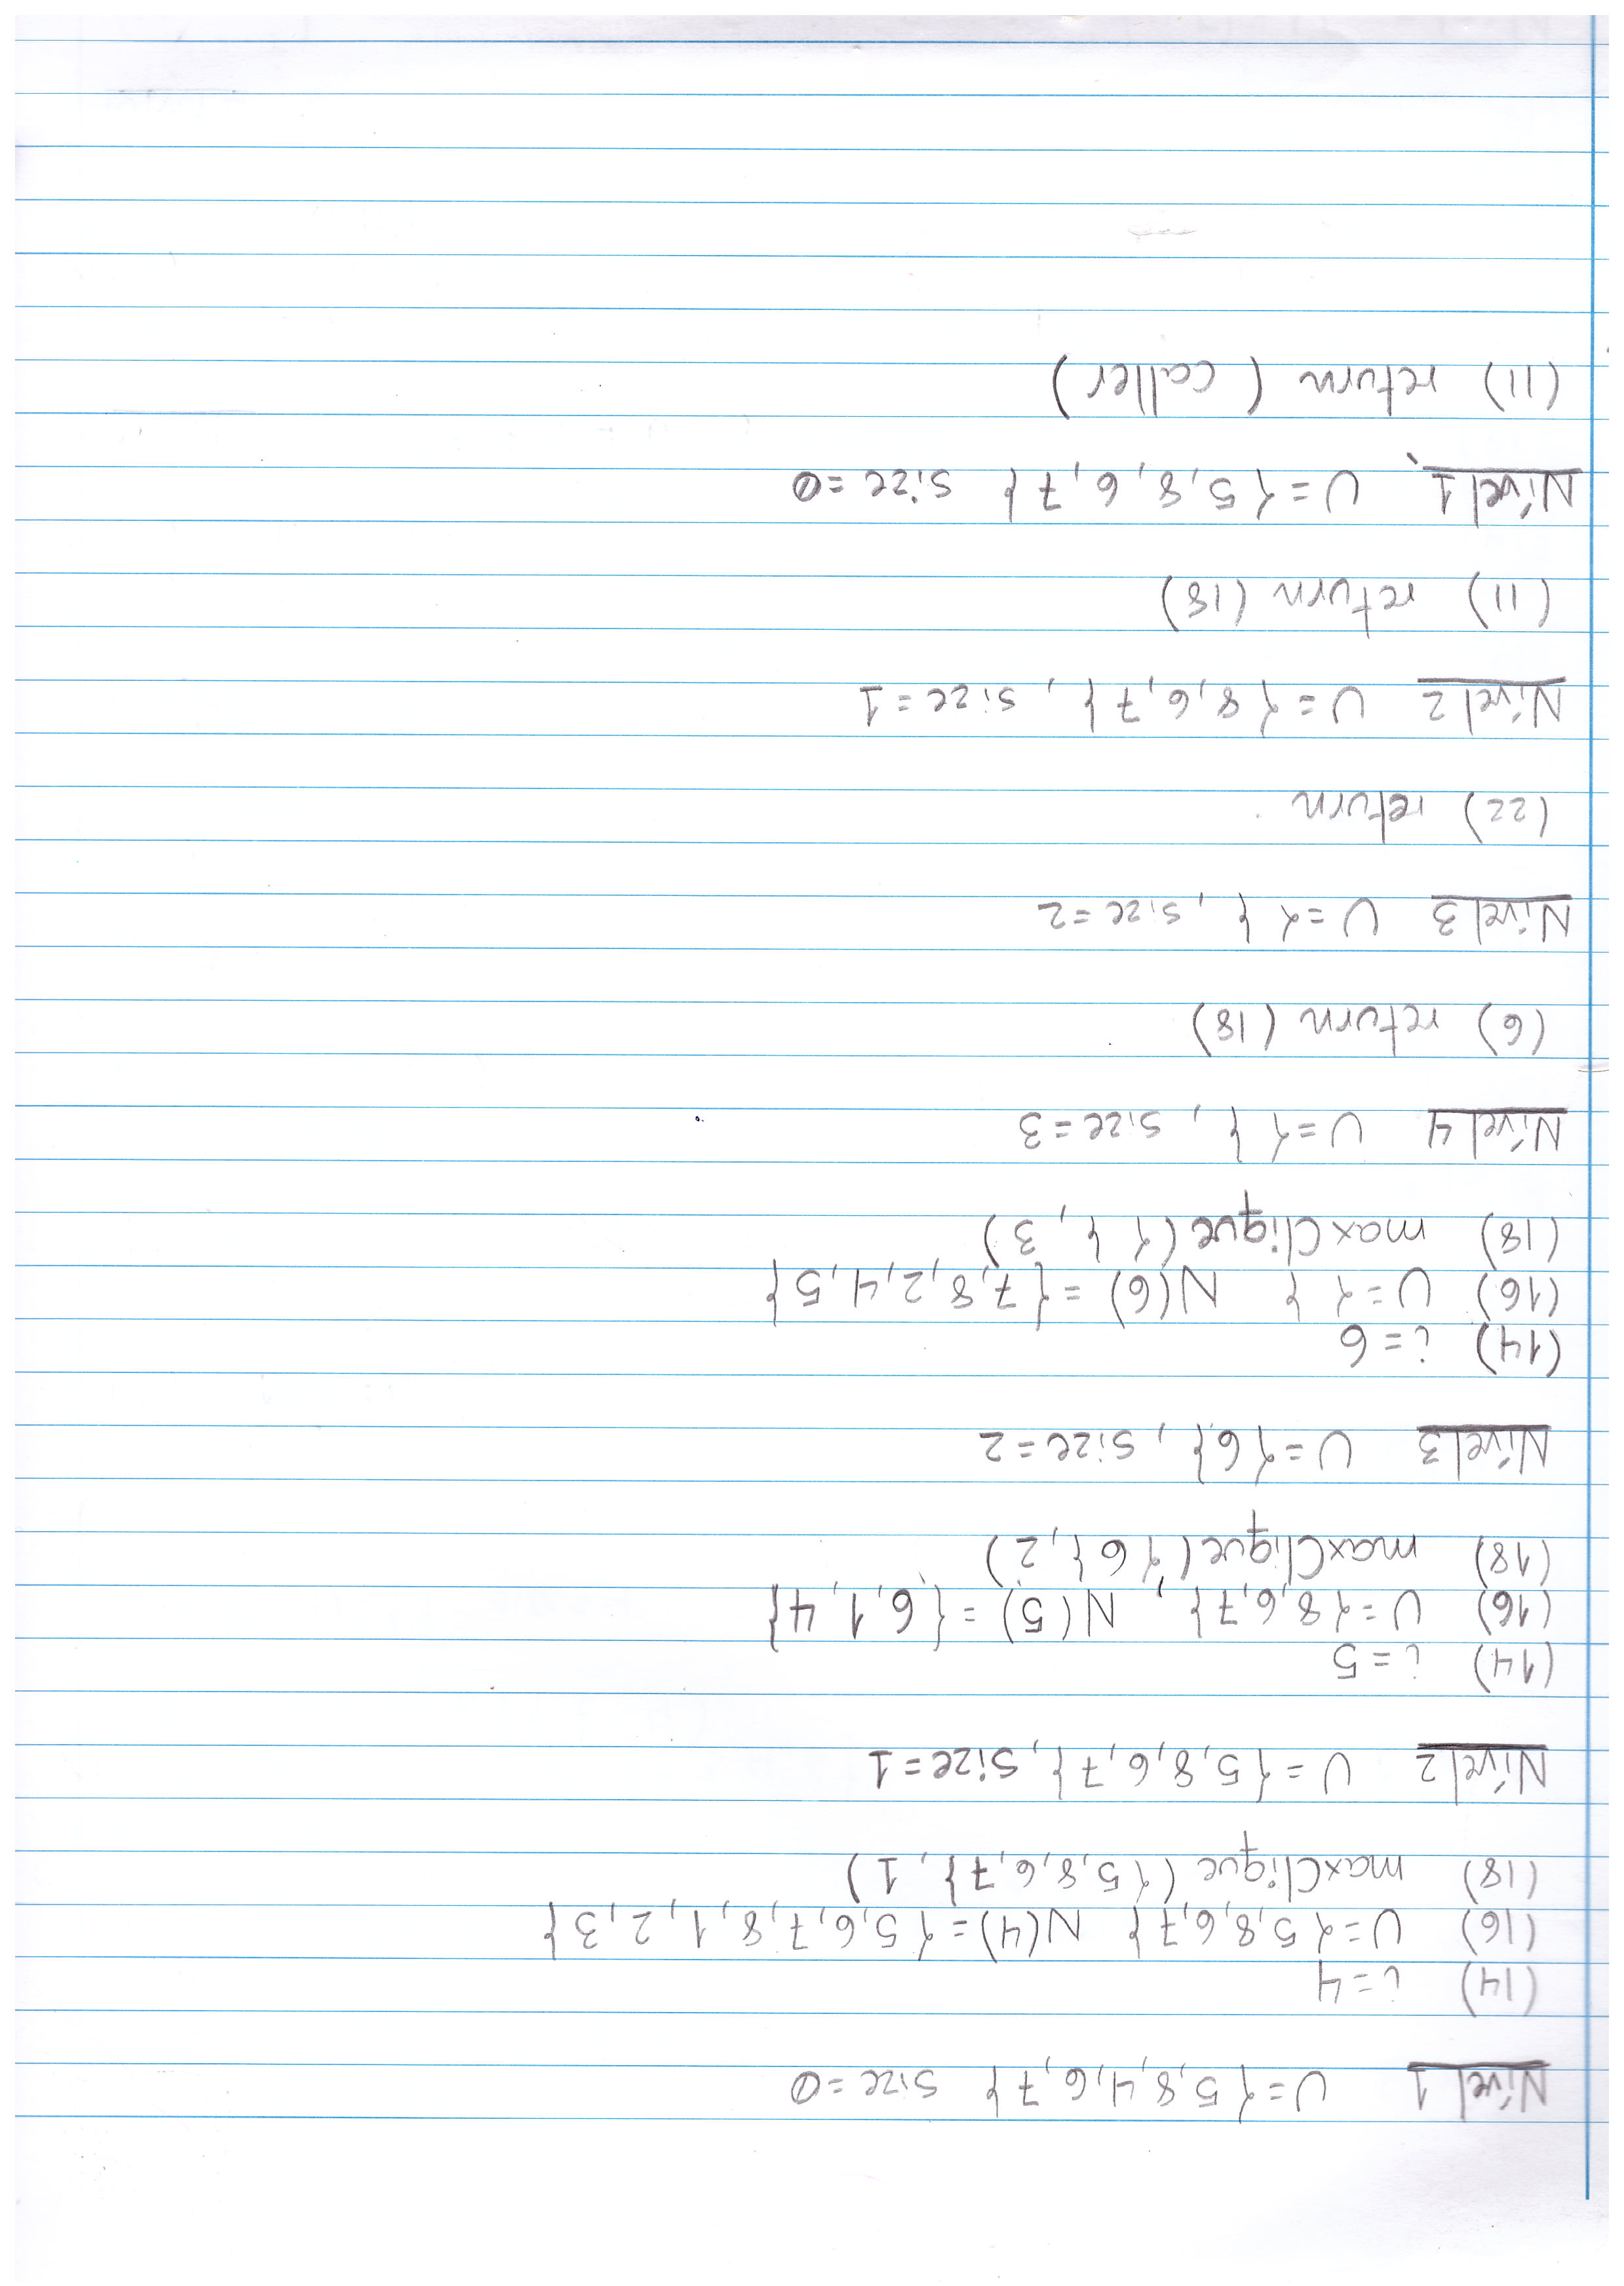 Nível 1 U={5,8,4,6,7} size=0
(14) i=4
(16) U={5,8,6,7} N(4)={5,6,7,8,1,2,3}
(18) maxClique({5,8,6,7},1)
Nível 2 U={5,8,6,7}, size=1
(14) i=5
(16) U={8,6,7}, N(5)={6,1,4}
(18) maxClique({6},2)
Nível 3 U={6}, size=2
(14) i=6
(16) U={ } N(6)={7,8,2,4,5}
(18) maxClique({ }, 3)
Nível 4 U={ }, size=3
(6) return (18)
Nível 3 U={ }, size=2
(22) return
Nível 2 U={8,6,7}, size=1
(11) return (18)
Nível 1 U={5,8,6,7} size=0
(11) return (caller)